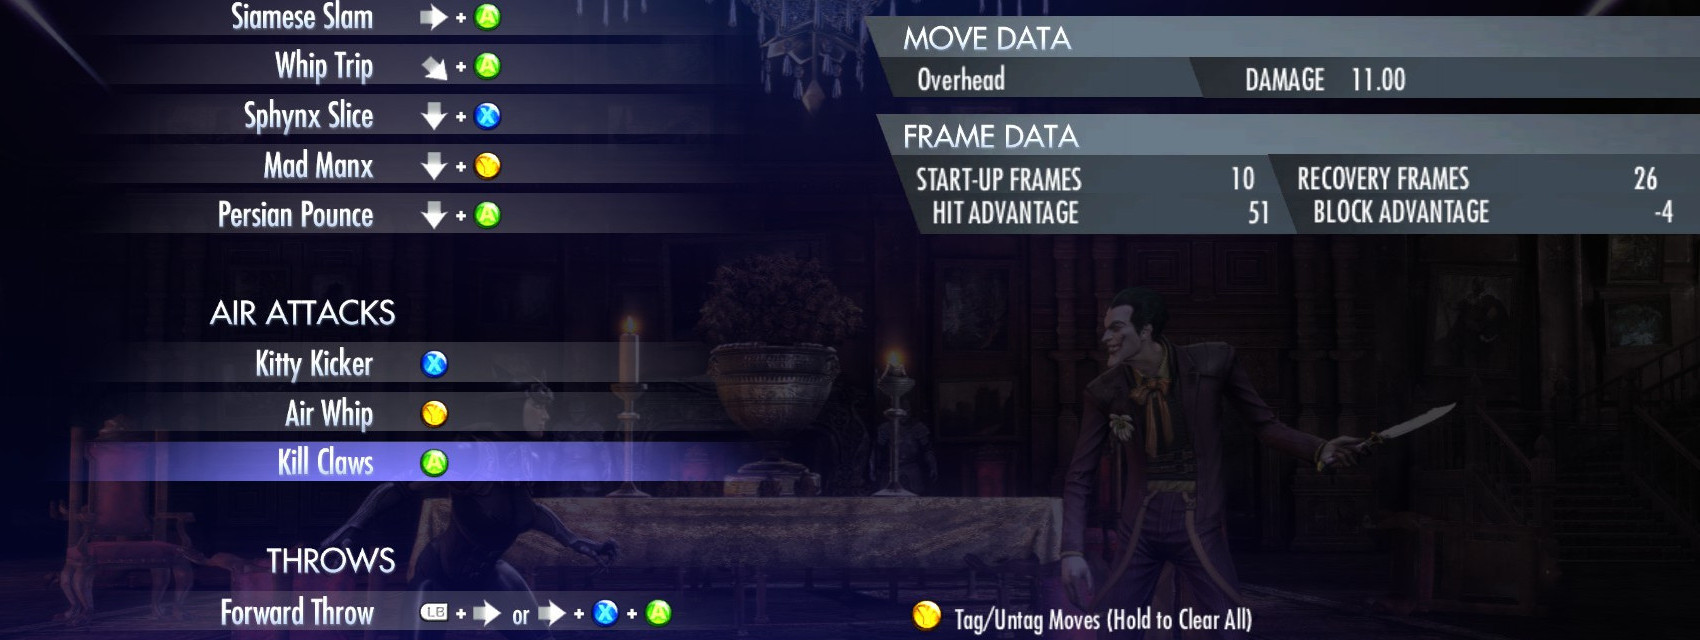 Siamese Slam + A
Whip Trip + A
Sphynx Slice + X
Mad Manx + Y
Persian Pounce + A
AIR ATTACKS
Kitty Kicker X
Air Whip Y
Kill Claws A
THROWS
Forward Throw LB + or + X + A
MOVE DATA
Overhead DAMAGE 11.00
FRAME DATA
START-UP FRAMES 10 RECOVERY FRAMES 26
HIT ADVANTAGE 51 BLOCK ADVANTAGE -4
Y Tag/Untag Moves (Hold to Clear All)